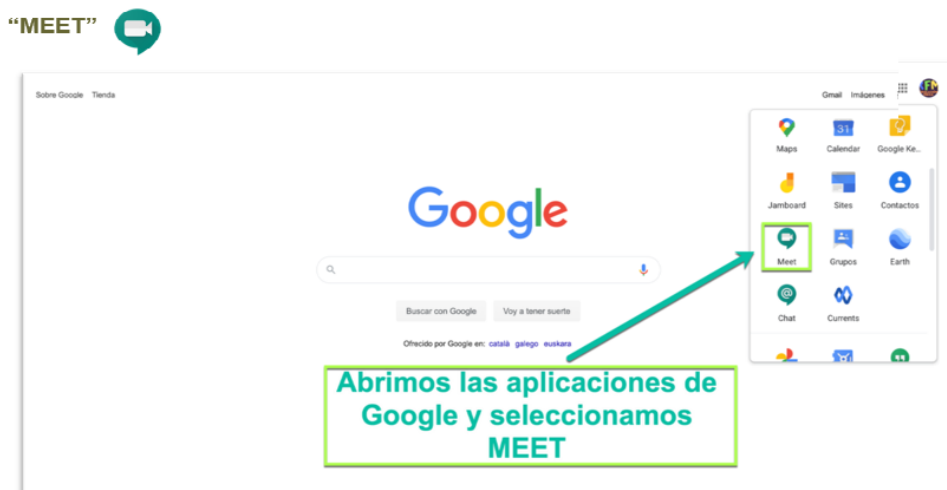 “MEET”
Sobre Google Tienda
Gmail Imágenes
Maps Calendar Google Ke...
Jamboard Sites Contactos
Meet Grupos Earth
Chat Currents
Google
Buscar con Google Voy a tener suerte
Ofrecido por Google en: català galego euskara
Abrimos las aplicaciones de
Google y seleccionamos
MEET